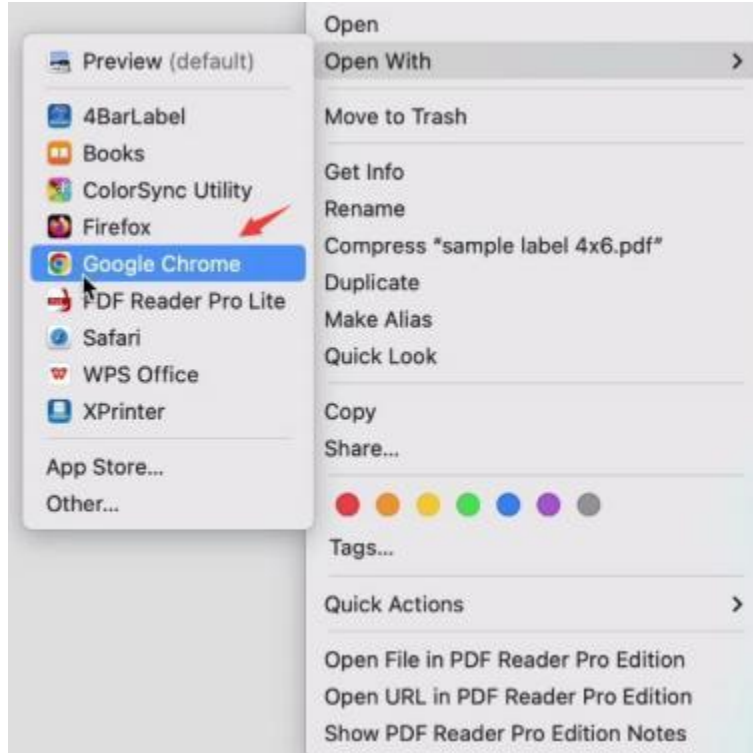 Open
Open With
Move to Trash
Get Info
Rename
Compress "sample label 4x6.pdf"
Duplicate
Make Alias
Quick Look
Copy
Share...
Tags...
Quick Actions
Open File in PDF Reader Pro Edition
Open URL in PDF Reader Pro Edition
Show PDF Reader Pro Edition Notes
Preview (default)
4BarLabel
Books
ColorSync Utility
Firefox
Google Chrome
PDF Reader Pro Lite
Safari
WPS Office
XPrinter
App Store...
Other...